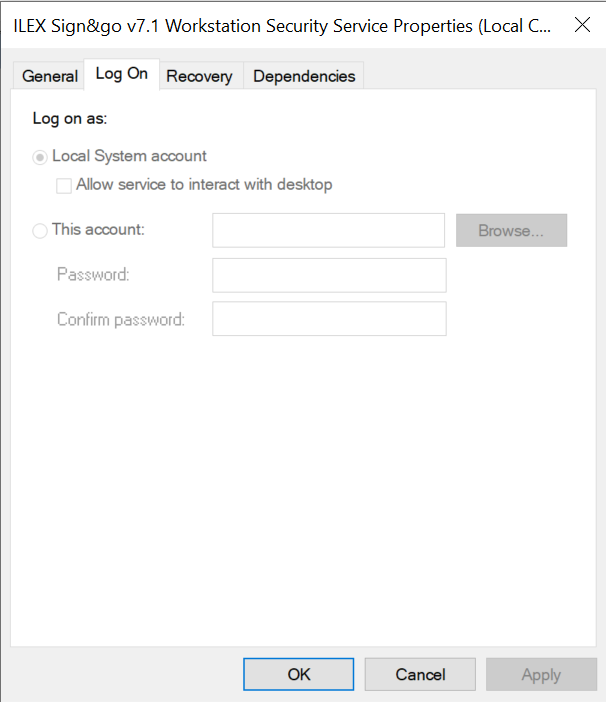 ILEX Sign&go v7.1 Workstation Security Service Properties (Local C...
General Log On Recovery Dependencies
Log on as:
Local System account
Allow service to interact with desktop
This account: Browse...
Password:
Confirm password:
OK Cancel Apply